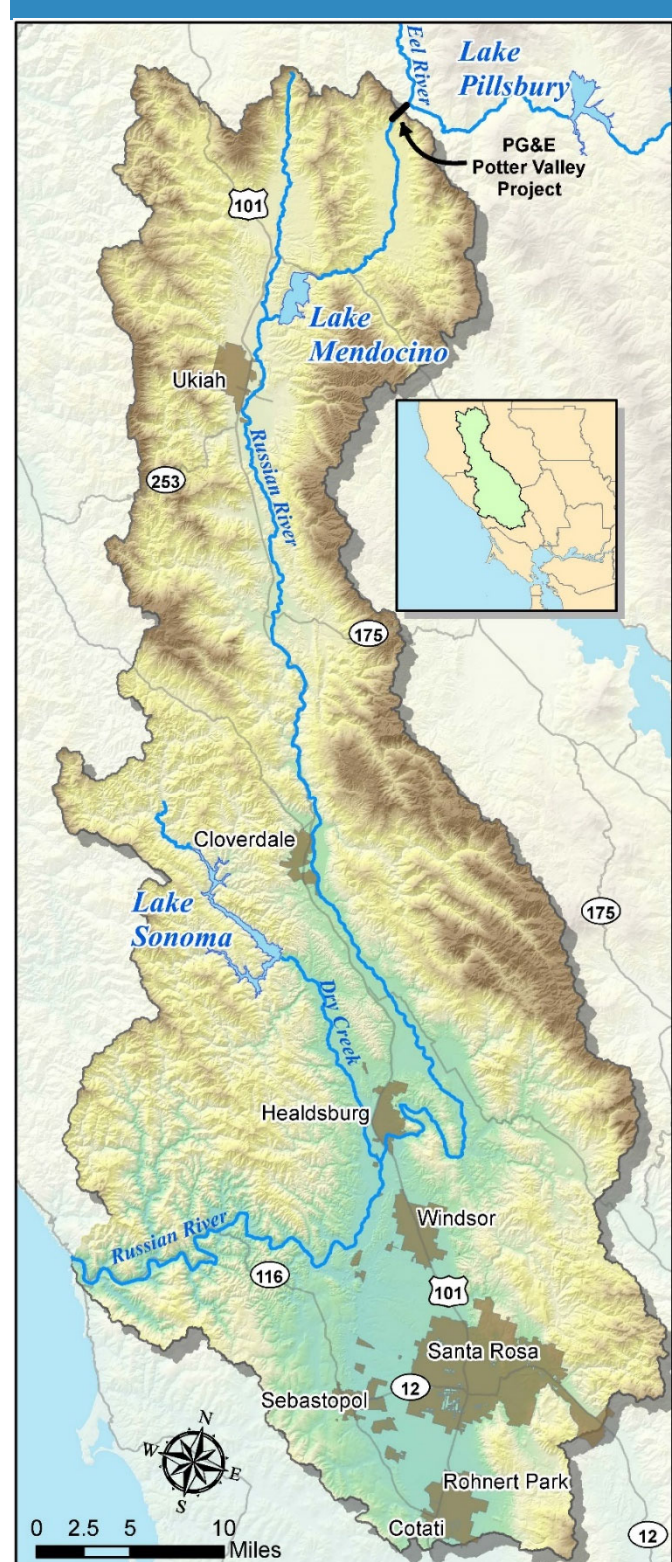 Eel River
Lake
Pillsbury
PG&E
Potter Valley
Project
101
Lake
Mendocino
Ukiah
Russian River
253
175
Cloverdale
Lake
Sonoma
175
Dry Creek
Healdsburg
Windsor
Russian River
116
101
Santa Rosa
Sebastopol
12
N
W
E
S
Rohnert Park
Cotati
0 2.5 5 10
Miles
12